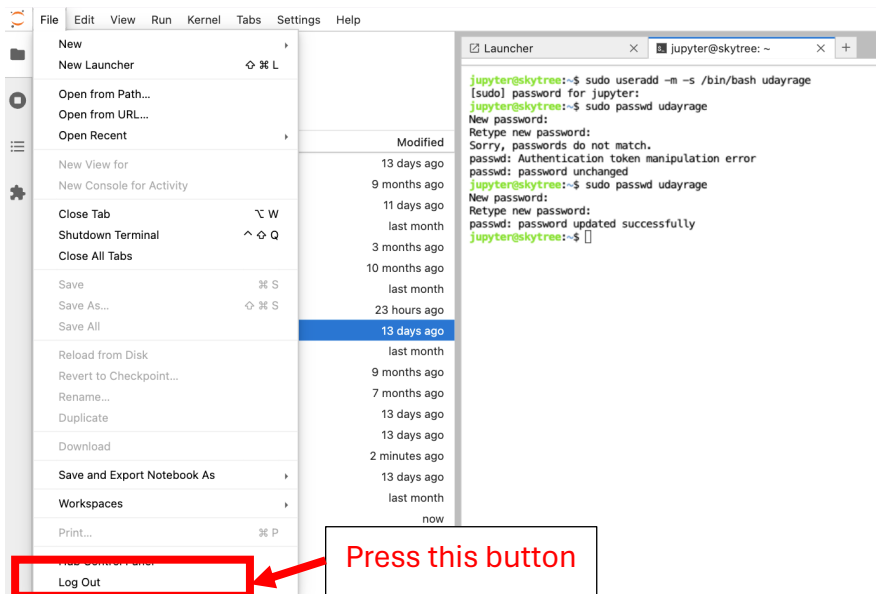 File Edit View Run Kernel Tabs Settings Help
New
New Launcher ⇧ ⌘ L
Open from Path...
Open from URL...
Open Recent
New View for
New Console for Activity
Close Tab ⌥ W
Shutdown Terminal ^ ⇧ Q
Close All Tabs
Save ⌘ S
Save As... ⇧ ⌘ S
Save All
Reload from Disk
Revert to Checkpoint...
Rename...
Duplicate
Download
Save and Export Notebook As
Workspaces
Print... ⌘ P
Hub Control Panel
Log Out
Modified
13 days ago
9 months ago
11 days ago
last month
3 months ago
10 months ago
last month
23 hours ago
13 days ago
last month
9 months ago
7 months ago
13 days ago
13 days ago
2 minutes ago
13 days ago
last month
now
Launcher
jupyter@skytree: ~
jupyter@skytree:~$ sudo useradd -m -s /bin/bash udayrage
[sudo] password for jupyter:
jupyter@skytree:~$ sudo passwd udayrage
New password:
Retype new password:
Sorry, passwords do not match.
passwd: Authentication token manipulation error
passwd: password unchanged
jupyter@skytree:~$ sudo passwd udayrage
New password:
Retype new password:
passwd: password updated successfully
jupyter@skytree:~$
Press this button